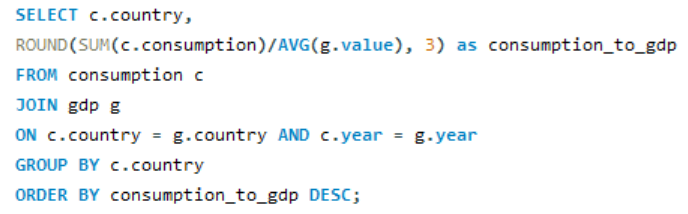 SELECT c.country,
ROUND(SUM(c.consumption)/AVG(g.value), 3) as consumption_to_gdp
FROM consumption c
JOIN gdp g
ON c.country = g.country AND c.year = g.year
GROUP BY c.country
ORDER BY consumption_to_gdp DESC;